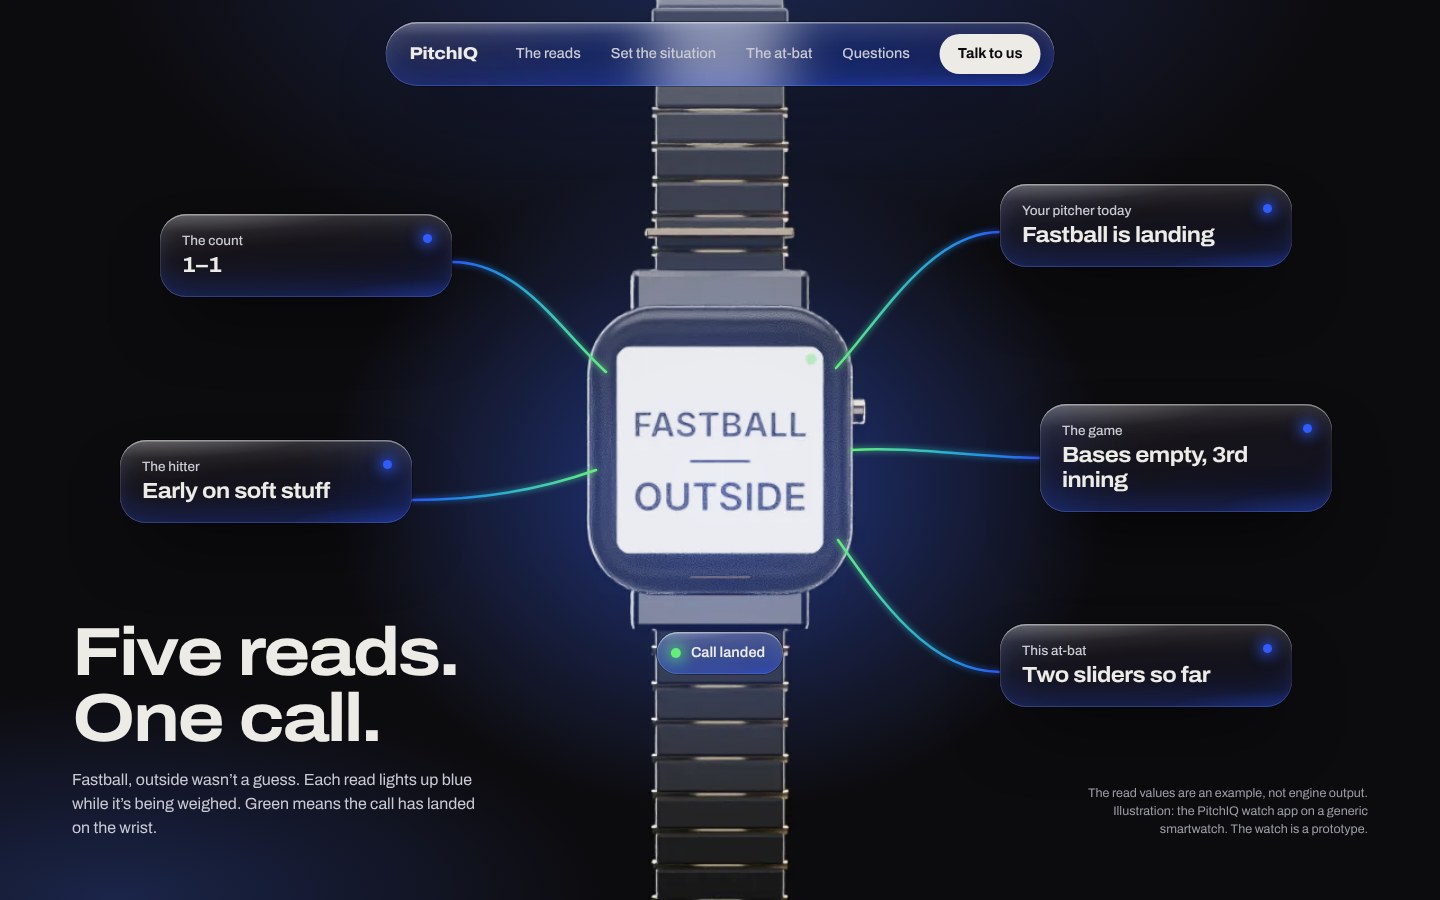 PitchIQ
The reads
Set the situation
The at-bat
Questions
Talk to us
The count
1–1
Your pitcher today
Fastball is landing
FASTBALL
OUTSIDE
The hitter
Early on soft stuff
The game
Bases empty, 3rd
inning
This at-bat
Two sliders so far
Call landed
Five reads.
One call.
Fastball, outside wasn’t a guess. Each read lights up blue
while it’s being weighed. Green means the call has landed
on the wrist.
The read values are an example, not engine output.
Illustration: the PitchIQ watch app on a generic
smartwatch. The watch is a prototype.